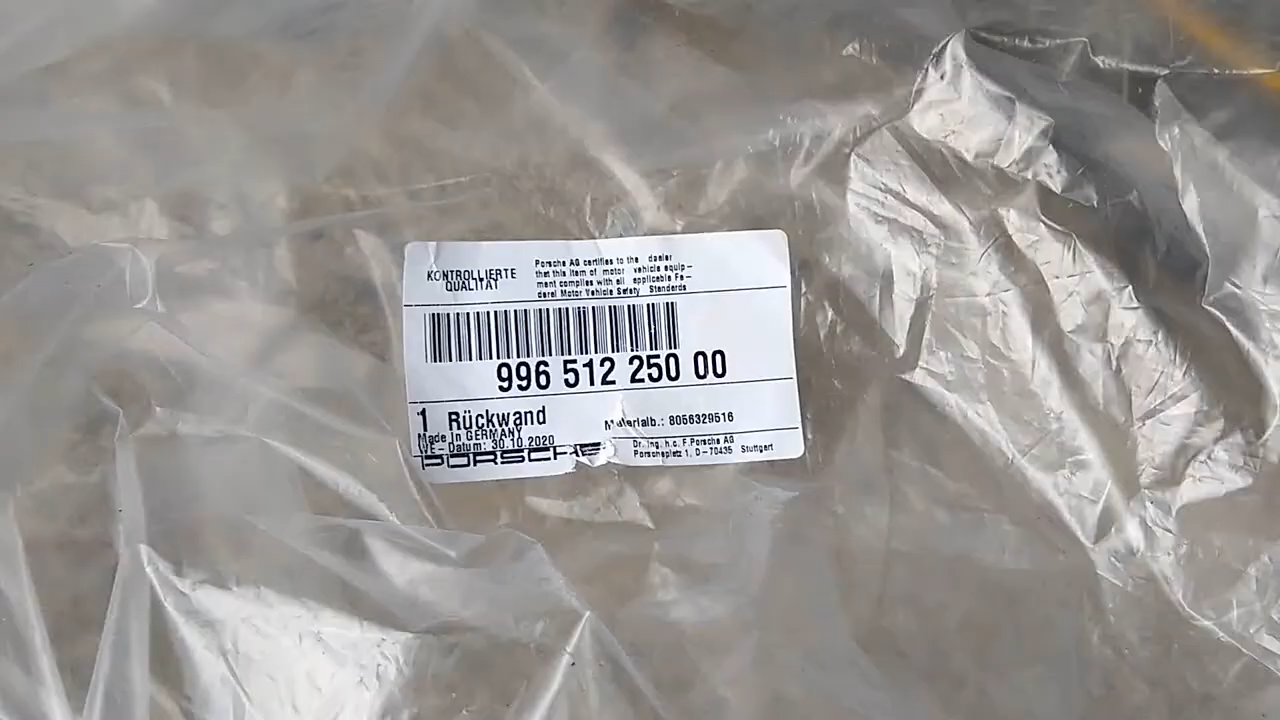 KONTROLLIERTE
QUALITÄT
Porsche AG certifies to the dealer
that this item of motor vehicle equip-
ment complies with all applicable Fe-
deral Motor Vehicle Safety Standards
996 512 250 00
1 Rückwand
Materialb.: 8056329516
Made in GERMANY
WE-Datum: 30.10.2020
PORSCHE
Dr. Ing. h.c. F. Porsche AG
Porscheplatz 1, D-70435 Stuttgart